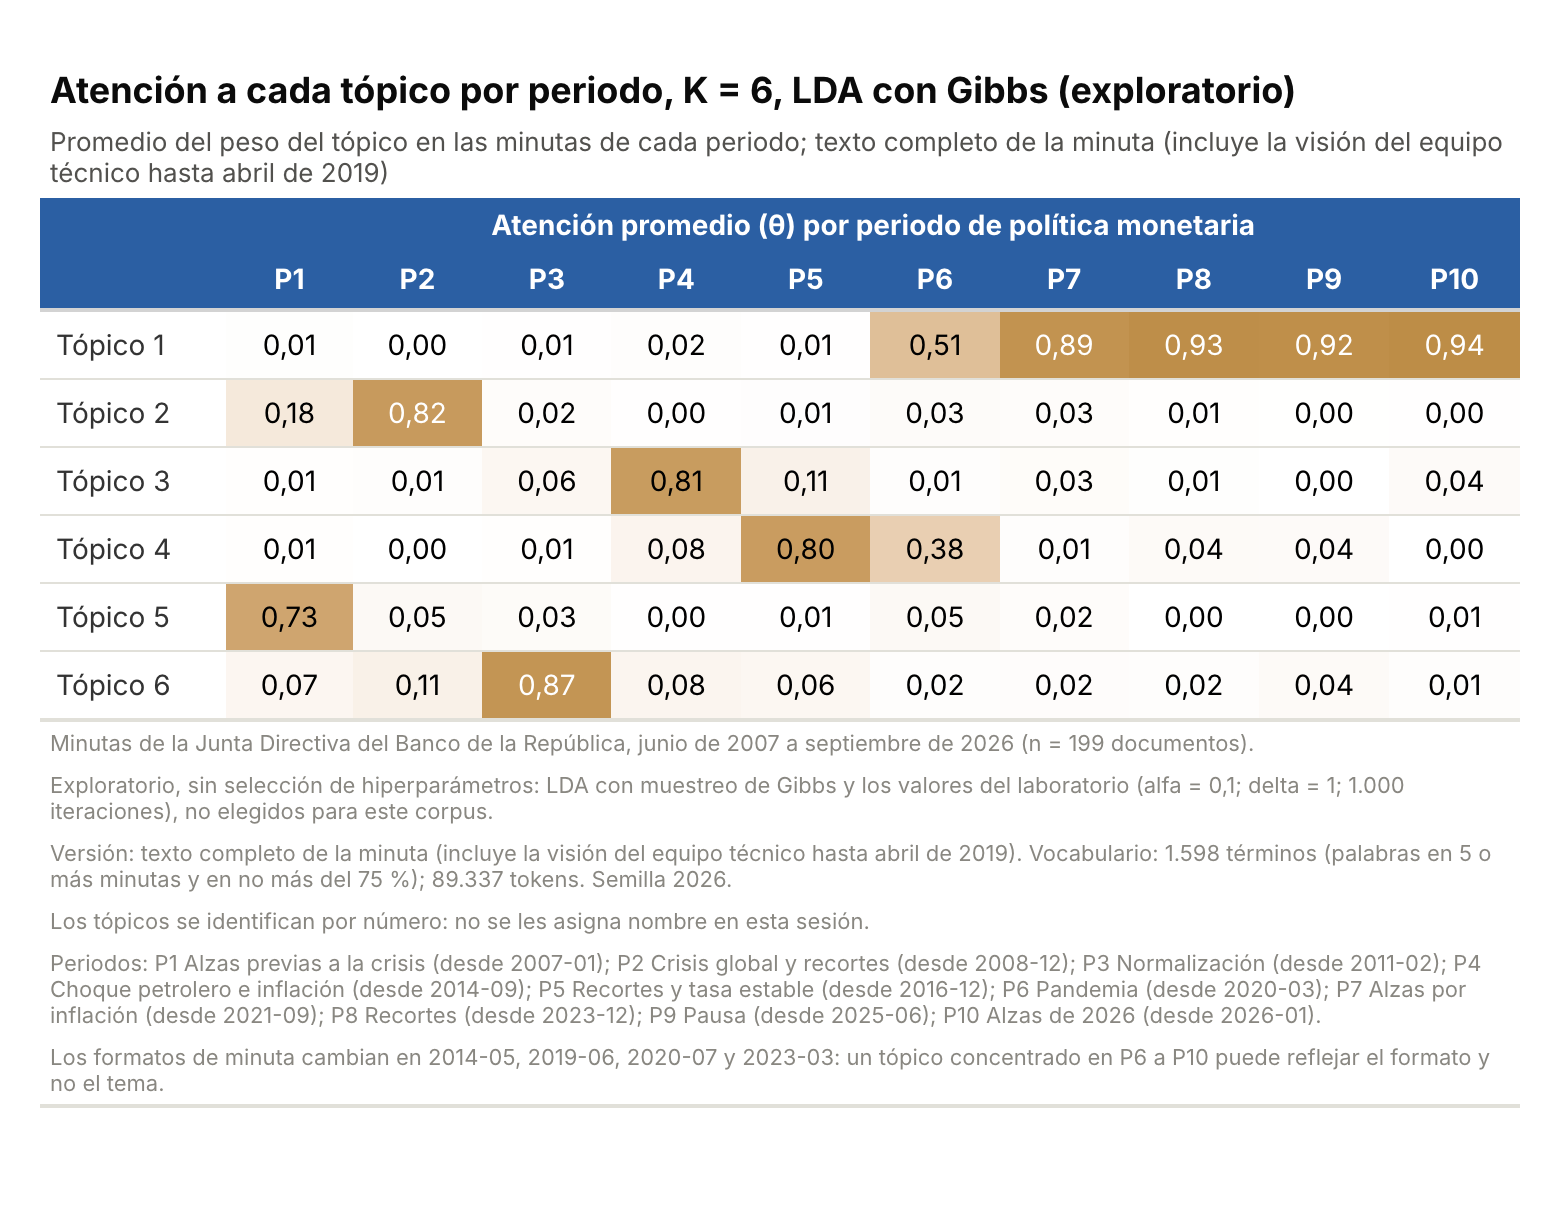 Atención a cada tópico por periodo, K = 6, LDA con Gibbs (exploratorio)
Promedio del peso del tópico en las minutas de cada periodo; texto completo de la minuta (incluye la visión del equipo
técnico hasta abril de 2019)
Atención promedio (θ) por periodo de política monetaria
P1 P2 P3 P4 P5 P6 P7 P8 P9 P10
Tópico 1 0,01 0,00 0,01 0,02 0,01 0,51 0,89 0,93 0,92 0,94
Tópico 2 0,18 0,82 0,02 0,00 0,01 0,03 0,03 0,01 0,00 0,00
Tópico 3 0,01 0,01 0,06 0,81 0,11 0,01 0,03 0,01 0,00 0,04
Tópico 4 0,01 0,00 0,01 0,08 0,80 0,38 0,01 0,04 0,04 0,00
Tópico 5 0,73 0,05 0,03 0,00 0,01 0,05 0,02 0,00 0,00 0,01
Tópico 6 0,07 0,11 0,87 0,08 0,06 0,02 0,02 0,02 0,04 0,01
Minutas de la Junta Directiva del Banco de la República, junio de 2007 a septiembre de 2026 (n = 199 documentos).
Exploratorio, sin selección de hiperparámetros: LDA con muestreo de Gibbs y los valores del laboratorio (alfa = 0,1; delta = 1; 1.000
iteraciones), no elegidos para este corpus.
Versión: texto completo de la minuta (incluye la visión del equipo técnico hasta abril de 2019). Vocabulario: 1.598 términos (palabras en 5 o
más minutas y en no más del 75 %); 89.337 tokens. Semilla 2026.
Los tópicos se identifican por número: no se les asigna nombre en esta sesión.
Periodos: P1 Alzas previas a la crisis (desde 2007-01); P2 Crisis global y recortes (desde 2008-12); P3 Normalización (desde 2011-02); P4
Choque petrolero e inflación (desde 2014-09); P5 Recortes y tasa estable (desde 2016-12); P6 Pandemia (desde 2020-03); P7 Alzas por
inflación (desde 2021-09); P8 Recortes (desde 2023-12); P9 Pausa (desde 2025-06); P10 Alzas de 2026 (desde 2026-01).
Los formatos de minuta cambian en 2014-05, 2019-06, 2020-07 y 2023-03: un tópico concentrado en P6 a P10 puede reflejar el formato y
no el tema.